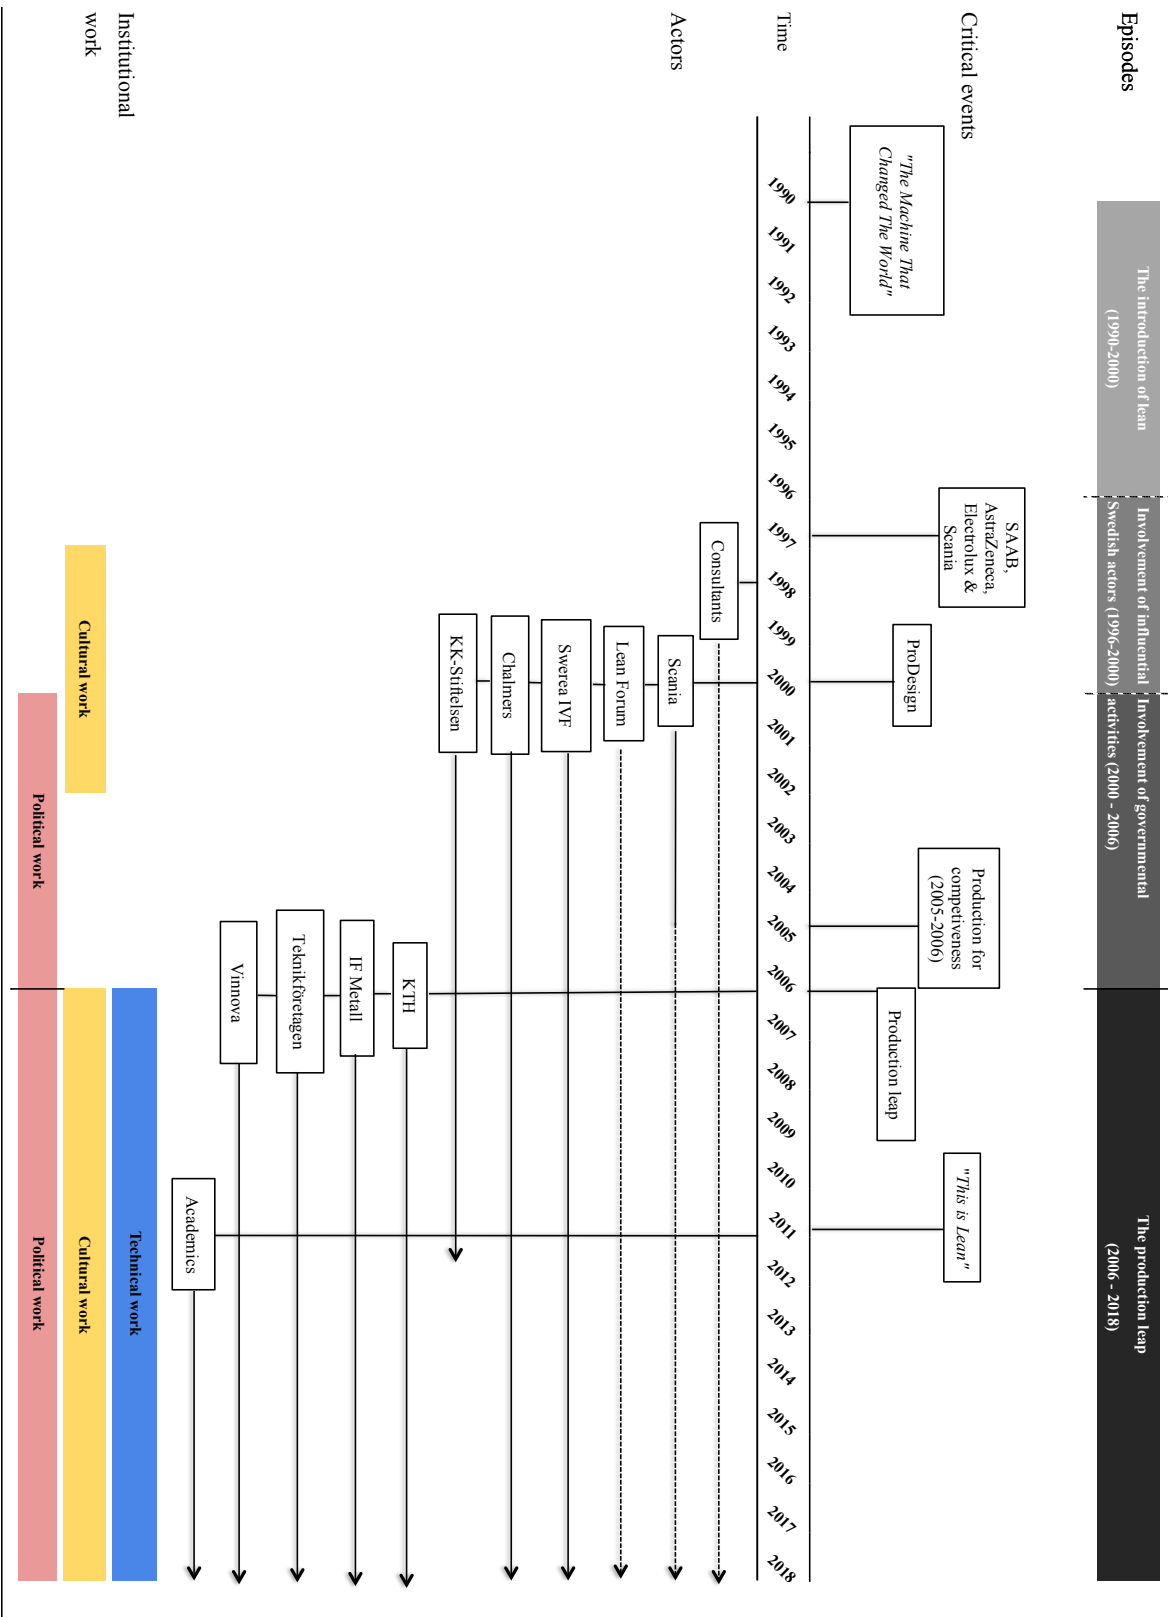 Episodes
The introduction of lean
(1990-2000)
Involvement of influential
Swedish actors (1996-2000)
Involvement of governmental
activities (2000 - 2006)
The production leap
(2006 - 2018)
Critical events
"The Machine That
Changed The World"
SAAB,
AstraZeneca,
Electrolux &
Scania
ProDesign
Production for
competiveness
(2005-2006)
Production leap
"This is Lean"
Time
1990
1991
1992
1993
1994
1995
1996
1997
1998
1999
2000
2001
2002
2003
2004
2005
2006
2007
2008
2009
2010
2011
2012
2013
2014
2015
2016
2017
2018
Actors
Consultants
Scania
Lean Forum
Swerea IVF
Chalmers
KK-Stiftelsen
KTH
IF Metall
Teknikföretagen
Vinnova
Academics
Institutional
work
Technical work
Cultural work
Cultural work
Political work
Political work